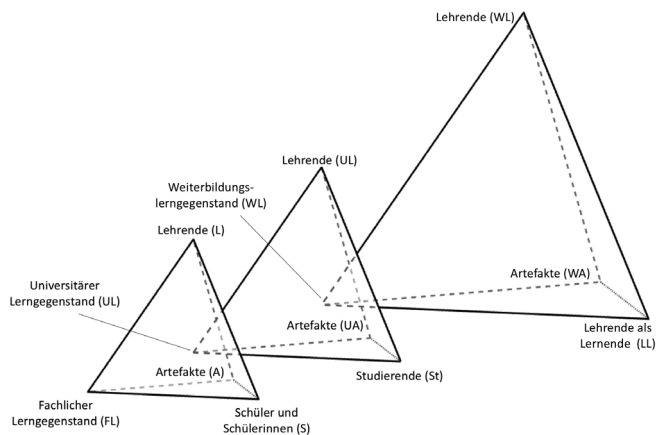 Lehrende (WL)
Lehrende (UL)
Weiterbildungs-
lerngegenstand (WL)
Lehrende (L)
Universitärer
Lerngegenstand (UL)
Artefakte (WA)
Artefakte (UA)
Lehrende als
Lernende (LL)
Artefakte (A)
Studierende (St)
Fachlicher
Lerngegenstand (FL)
Schüler und
Schülerinnen (S)